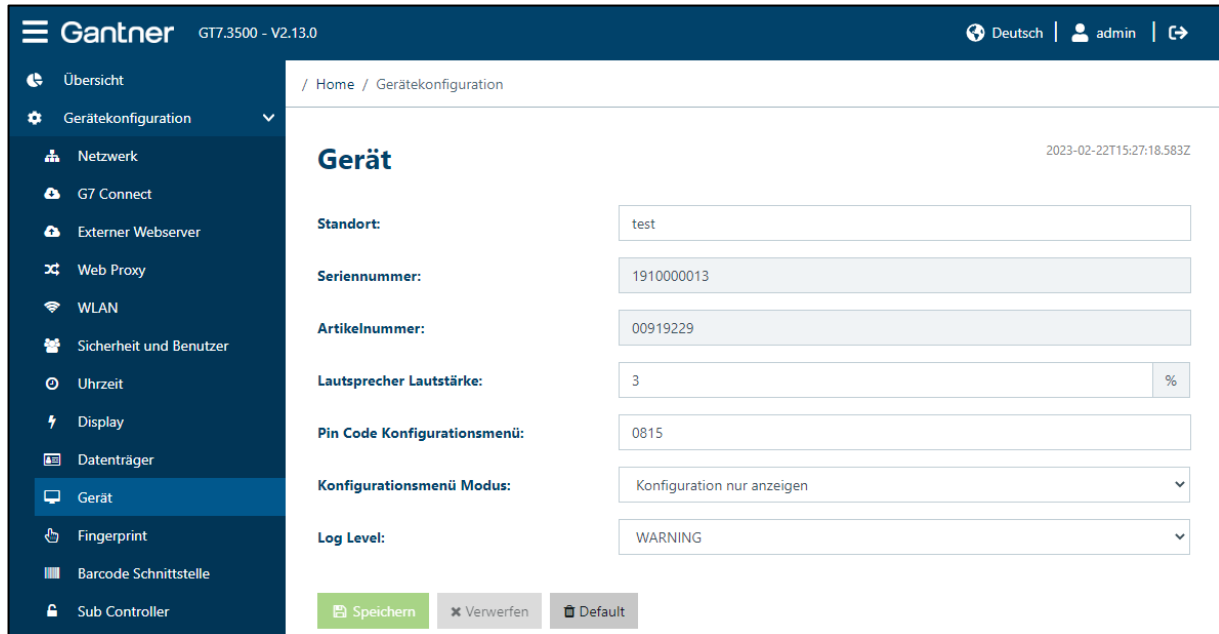 Gantner GT7.3500 - V2.13.0 Deutsch admin
Übersicht
Gerätekonfiguration
Netzwerk
G7 Connect
Externer Webserver
Web Proxy
WLAN
Sicherheit und Benutzer
Uhrzeit
Display
Datenträger
Gerät
Fingerprint
Barcode Schnittstelle
Sub Controller
/ Home / Gerätekonfiguration
Gerät 2023-02-22T15:27:18.583Z
Standort: test
Seriennummer: 1910000013
Artikelnummer: 00919229
Lautsprecher Lautstärke: 3 %
Pin Code Konfigurationsmenü: 0815
Konfigurationsmenü Modus: Konfiguration nur anzeigen
Log Level: WARNING
Speichern Verwerfen Default